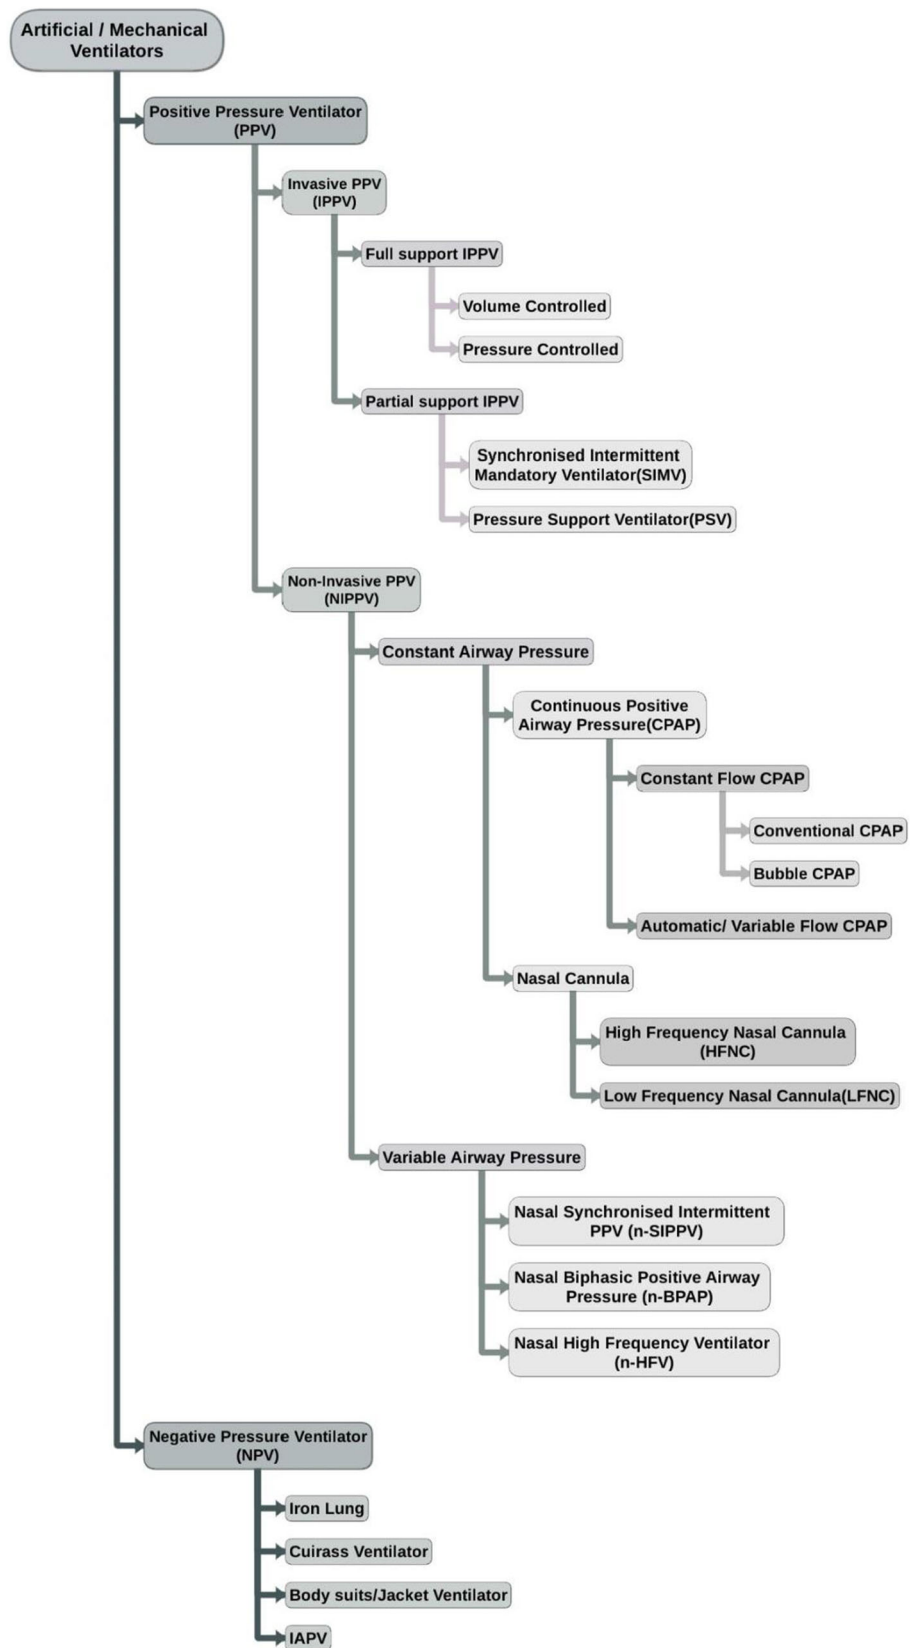 Artificial / Mechanical
Ventilators
Positive Pressure Ventilator
(PPV)
Invasive PPV
(IPPV)
Full support IPPV
Volume Controlled
Pressure Controlled
Partial support IPPV
Synchronised Intermittent
Mandatory Ventilator(SIMV)
Pressure Support Ventilator(PSV)
Non-Invasive PPV
(NIPPV)
Constant Airway Pressure
Continuous Positive
Airway Pressure(CPAP)
Constant Flow CPAP
Conventional CPAP
Bubble CPAP
Automatic/ Variable Flow CPAP
Nasal Cannula
High Frequency Nasal Cannula
(HFNC)
Low Frequency Nasal Cannula(LFNC)
Variable Airway Pressure
Nasal Synchronised Intermittent
PPV (n-SIPPV)
Nasal Biphasic Positive Airway
Pressure (n-BPAP)
Nasal High Frequency Ventilator
(n-HFV)
Negative Pressure Ventilator
(NPV)
Iron Lung
Cuirass Ventilator
Body suits/Jacket Ventilator
IAPV